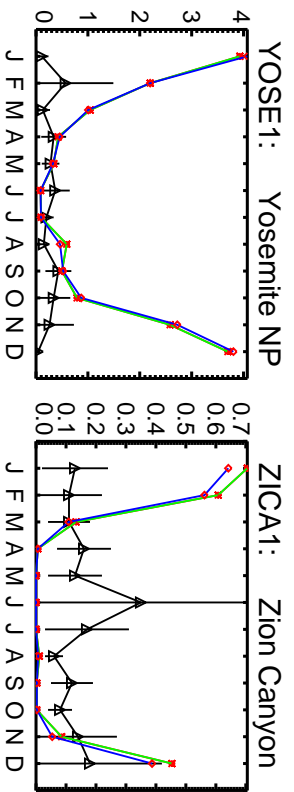 YOSE1: Yosemite NP
0 1 2 3 4
J F M A M J J A S O N D
ZICA1: Zion Canyon
0.0 0.1 0.2 0.3 0.4 0.5 0.6 0.7
J F M A M J J A S O N D